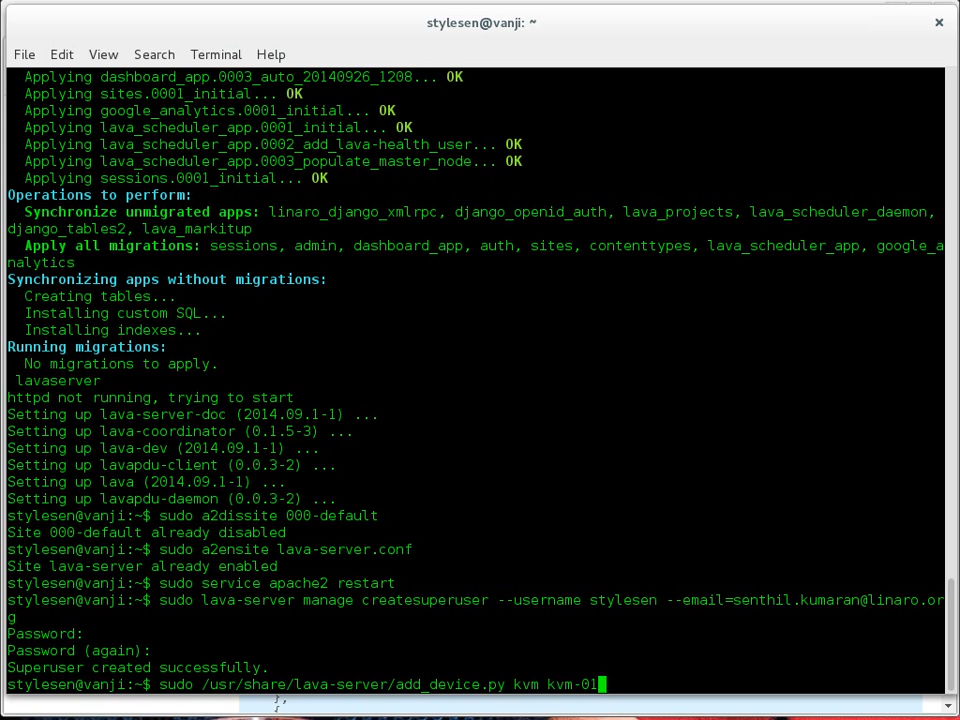 stylesen@vanji: ~
File Edit View Search Terminal Help
Applying dashboard_app.0003_auto_20140926_1208... OK
Applying sites.0001_initial... OK
Applying google_analytics.0001_initial... OK
Applying lava_scheduler_app.0001_initial... OK
Applying lava_scheduler_app.0002_add_lava-health_user... OK
Applying lava_scheduler_app.0003_populate_master_node... OK
Applying sessions.0001_initial... OK
Operations to perform:
Synchronize unmigrated apps: linaro_django_xmlrpc, django_openid_auth, lava_projects, lava_scheduler_daemon,
django_tables2, lava_markitup
Apply all migrations: sessions, admin, dashboard_app, auth, sites, contenttypes, lava_scheduler_app, google_a
nalytics
Synchronizing apps without migrations:
Creating tables...
Installing custom SQL...
Installing indexes...
Running migrations:
No migrations to apply.
lavaserver
httpd not running, trying to start
Setting up lava-server-doc (2014.09.1-1) ...
Setting up lava-coordinator (0.1.5-3) ...
Setting up lava-dev (2014.09.1-1) ...
Setting up lavapdu-client (0.0.3-2) ...
Setting up lava (2014.09.1-1) ...
Setting up lavapdu-daemon (0.0.3-2) ...
stylesen@vanji:~$ sudo a2dissite 000-default
Site 000-default already disabled
stylesen@vanji:~$ sudo a2ensite lava-server.conf
Site lava-server already enabled
stylesen@vanji:~$ sudo service apache2 restart
stylesen@vanji:~$ sudo lava-server manage createsuperuser --username stylesen --email=senthil.kumaran@linaro.or
g
Password:
Password (again):
Superuser created successfully.
stylesen@vanji:~$ sudo /usr/share/lava-server/add_device.py kvm kvm-01
},
{